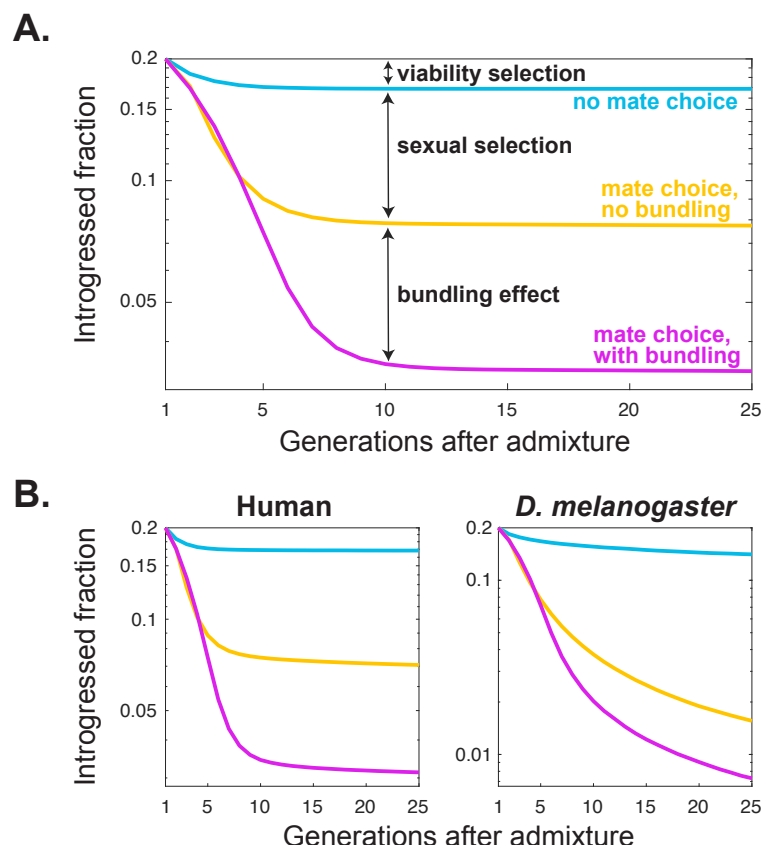 A.
Introgressed fraction
0.2
0.15
0.1
0.05
viability selection
no mate choice
sexual selection
mate choice,
no bundling
bundling effect
mate choice,
with bundling
1 5 10 15 20 25
Generations after admixture
B.
Human
D. melanogaster
Introgressed fraction
0.2
0.1
0.05
1 5 10 15 20 25
0.2
0.1
0.01
1 5 10 15 20 25
Generations after admixture